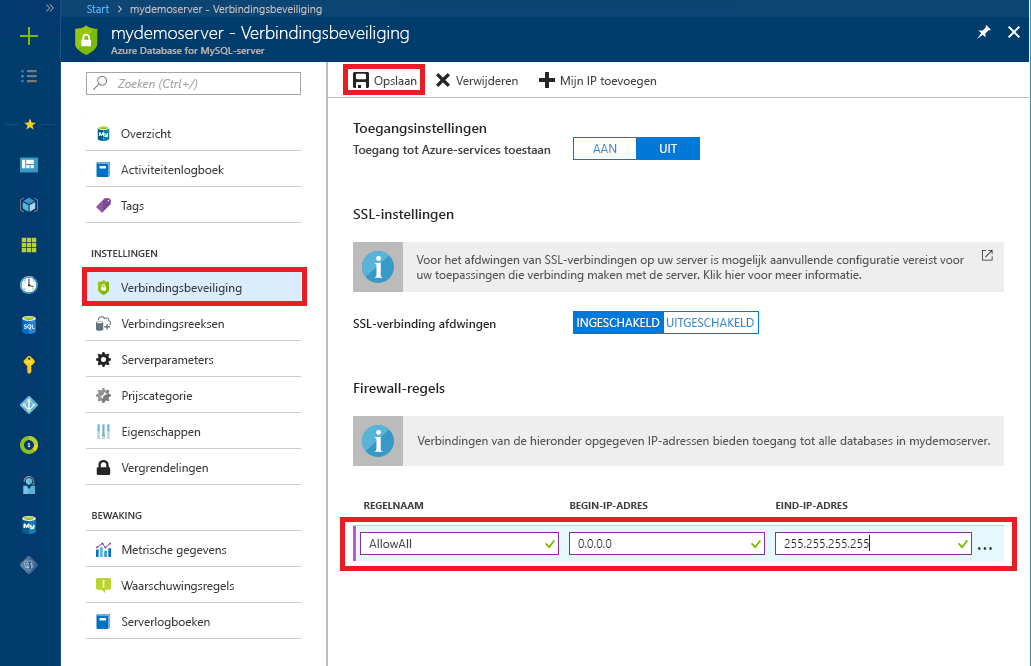 Start > mydemoserver - Verbindingsbeveiliging
mydemoserver - Verbindingsbeveiliging
Azure Database for MySQL-server
Zoeken (Ctrl+/)
Overzicht
Activiteitenlogboek
Tags
INSTELLINGEN
Verbindingsbeveiliging
Verbindingsreeksen
Serverparameters
Prijscategorie
Eigenschappen
Vergrendelingen
BEWAKING
Metrische gegevens
Waarschuwingsregels
Serverlogboeken
Opslaan Verwijderen Mijn IP toevoegen
Toegangsinstellingen
Toegang tot Azure-services toestaan AAN UIT
SSL-instellingen
Voor het afdwingen van SSL-verbindingen op uw server is mogelijk aanvullende configuratie vereist voor
uw toepassingen die verbinding maken met de server. Klik hier voor meer informatie.
SSL-verbinding afdwingen INGESCHAKELD UITGESCHAKELD
Firewall-regels
Verbindingen van de hieronder opgegeven IP-adressen bieden toegang tot alle databases in mydemoserver.
REGELNAAM BEGIN-IP-ADRES EIND-IP-ADRES
AllowAll 0.0.0.0 255.255.255.255 ...